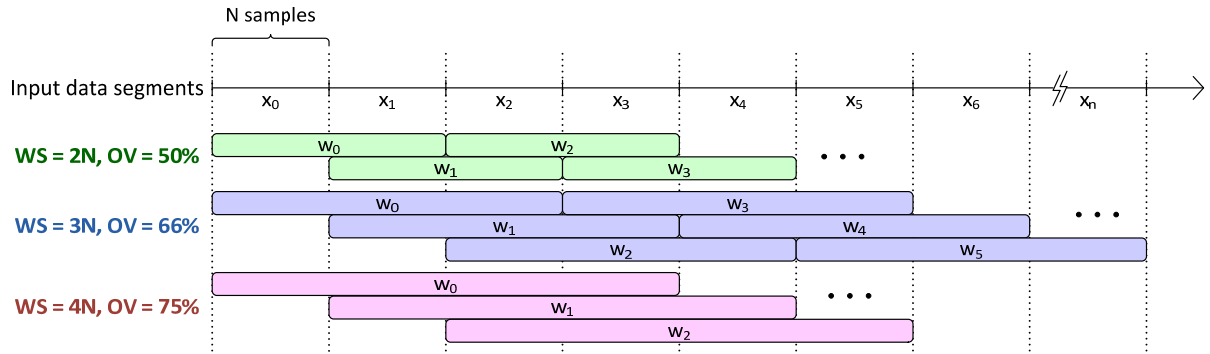 N samples
Input data segments
x₀ x₁ x₂ x₃ x₄ x₅ x₆ xₙ
WS = 2N, OV = 50%
w₀ w₂
w₁ w₃
• • •
WS = 3N, OV = 66%
w₀ w₃
w₁ w₄
w₂ w₅
• • •
WS = 4N, OV = 75%
w₀
w₁
w₂
• • •